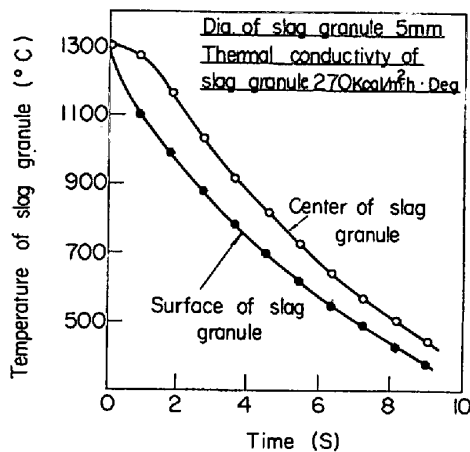 Dia. of slag granule 5mm
Thermal conductivity of
slag granule 270Kcal/m²h·Deg
Temperature of slag granule (°C)
1300
1100
900
700
500
Center of slag
granule
Surface of slag
granule
0
2
4
6
8
10
Time (S)